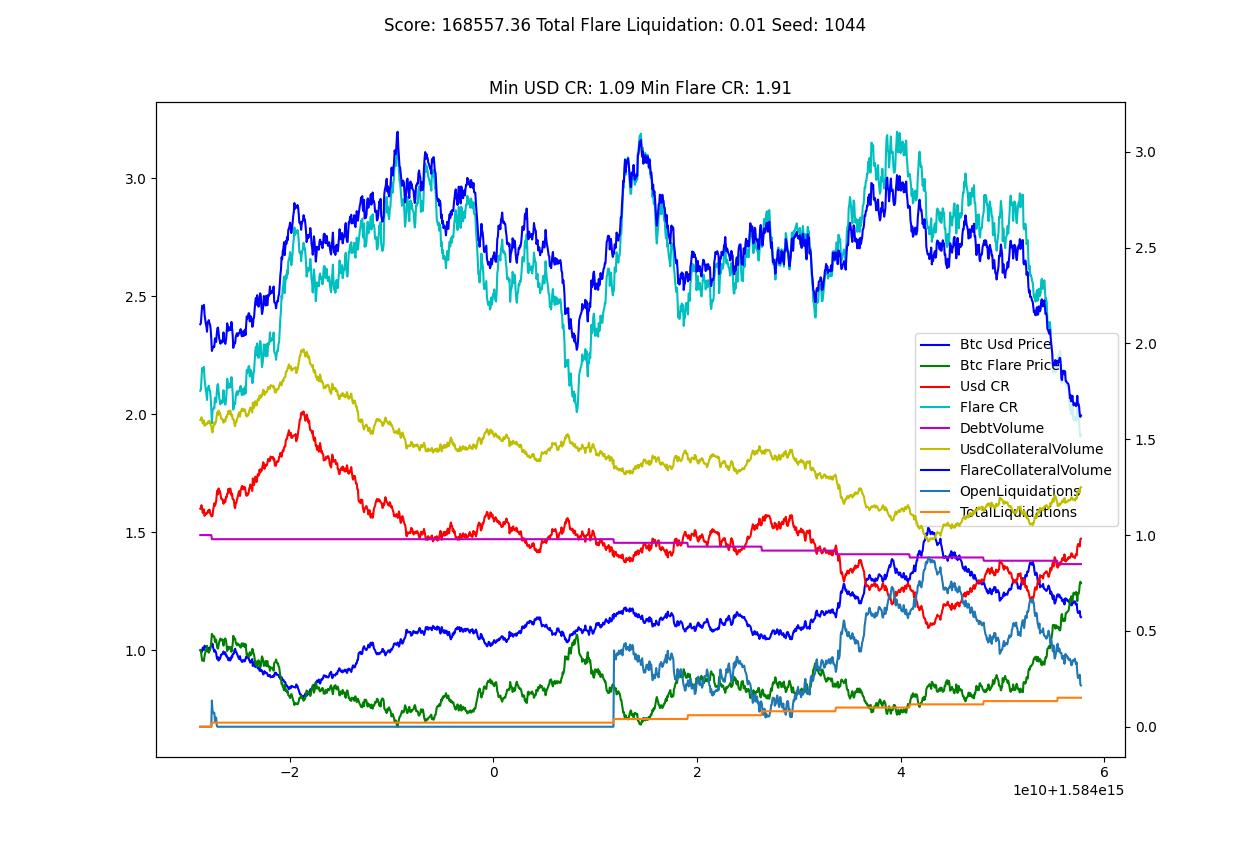 Score: 168557.36 Total Flare Liquidation: 0.01 Seed: 1044
Min USD CR: 1.09 Min Flare CR: 1.91
3.0
2.5
2.0
1.5
1.0
3.0
2.5
2.0
1.5
1.0
0.5
0.0
Btc Usd Price
Btc Flare Price
Usd CR
Flare CR
DebtVolume
UsdCollateralVolume
FlareCollateralVolume
OpenLiquidations
TotalLiquidations
−2
0
2
4
6
1e10+1.584e15